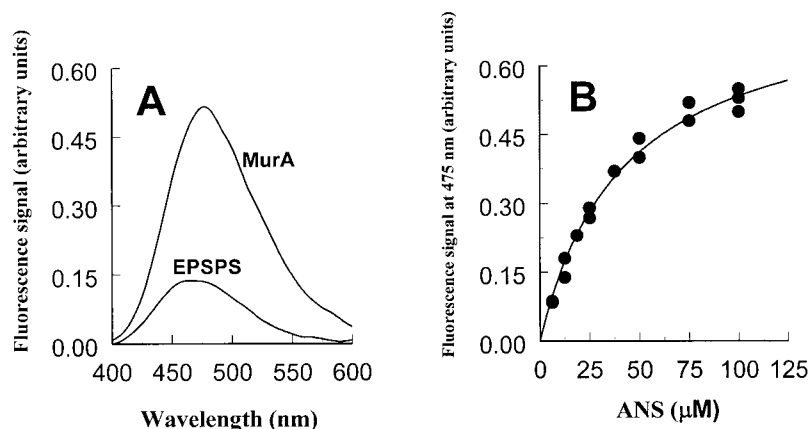 Fluorescence signal (arbitrary units)
0.60
0.45
0.30
0.15
0.00
A
MurA
EPSPS
400
450
500
550
600
Wavelength (nm)
Fluorescence signal at 475 nm (arbitrary units)
0.60
0.45
0.30
0.15
0.00
B
0
25
50
75
100
125
ANS (μM)